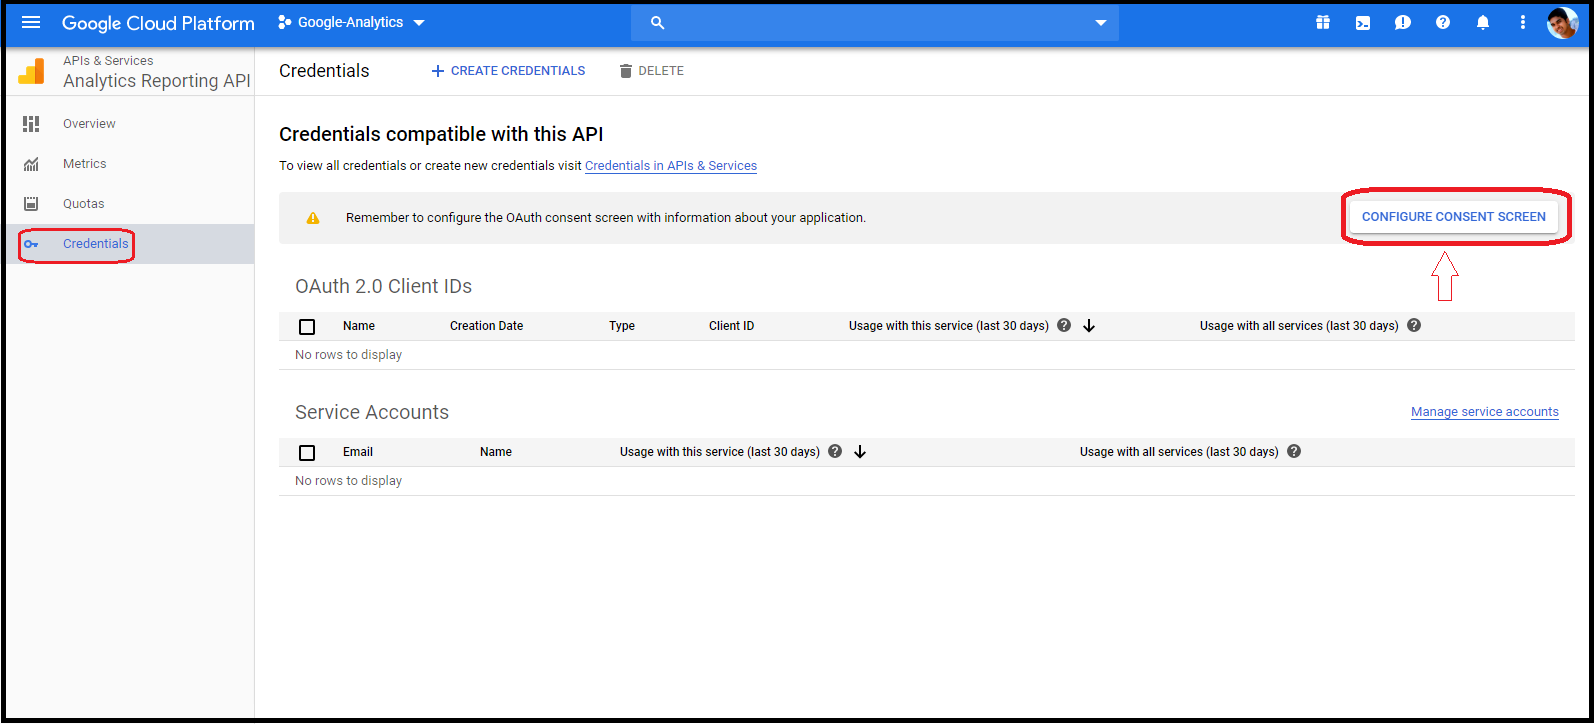 Google Cloud Platform Google-Analytics
APIs & Services
Analytics Reporting API
Credentials CREATE CREDENTIALS DELETE
Overview
Metrics
Quotas
Credentials
Credentials compatible with this API
To view all credentials or create new credentials visit Credentials in APIs & Services
Remember to configure the OAuth consent screen with information about your application. CONFIGURE CONSENT SCREEN
OAuth 2.0 Client IDs
Name Creation Date Type Client ID Usage with this service (last 30 days) Usage with all services (last 30 days)
No rows to display
Service Accounts Manage service accounts
Email Name Usage with this service (last 30 days) Usage with all services (last 30 days)
No rows to display